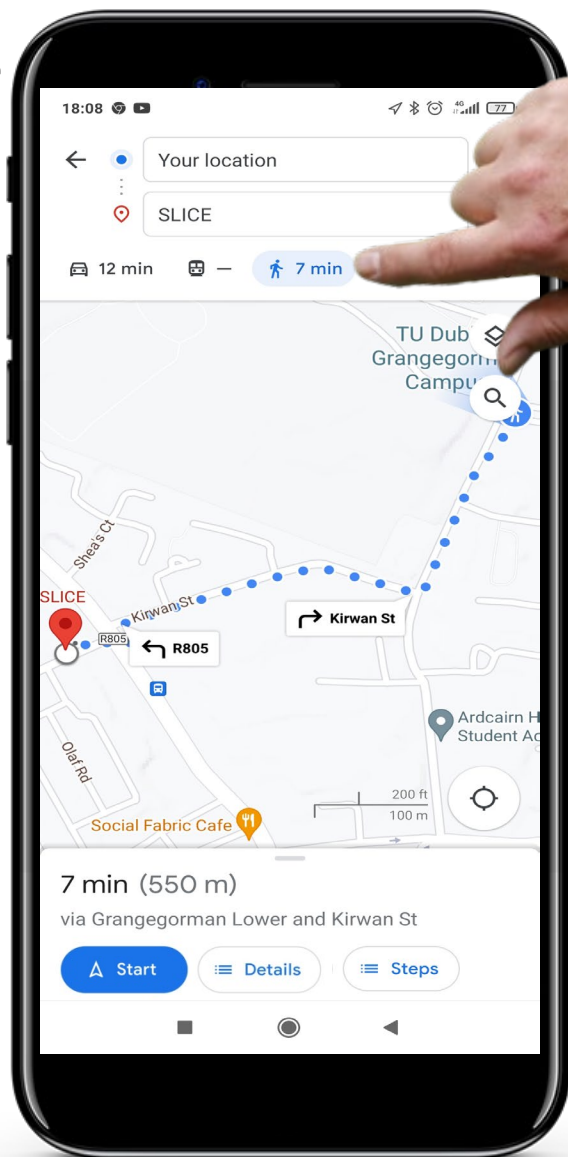 18:08
4G
77
Your location
SLICE
12 min
—
7 min
TU Dub
Grangegorm
Campu
Shea's Ct
SLICE
Kirwan St
R805
Kirwan St
R805
Olaf Rd
Ardcairn H
Student Ac
200 ft
100 m
Social Fabric Cafe
7 min (550 m)
via Grangegorman Lower and Kirwan St
Start
Details
Steps